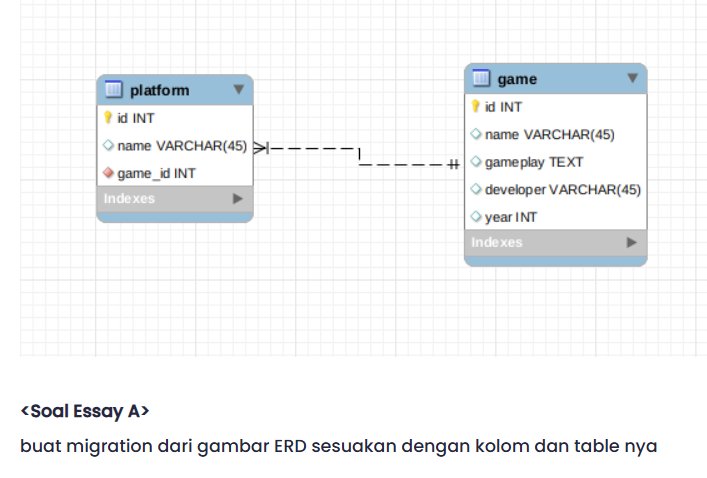 platform
id INT
name VARCHAR(45)
game_id INT
Indexes
game
id INT
name VARCHAR(45)
gameplay TEXT
developer VARCHAR(45)
year INT
Indexes
<Soal Essay A>
buat migration dari gambar ERD sesuakan dengan kolom dan table nya